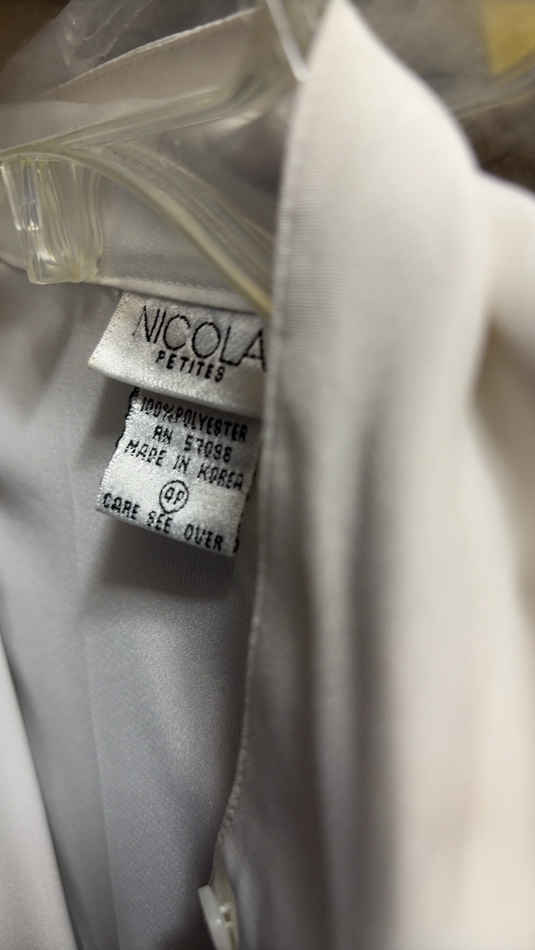 NICOLA
PETITES
100% POLYESTER
RN 57098
MADE IN KOREA
CARE SEE OVER